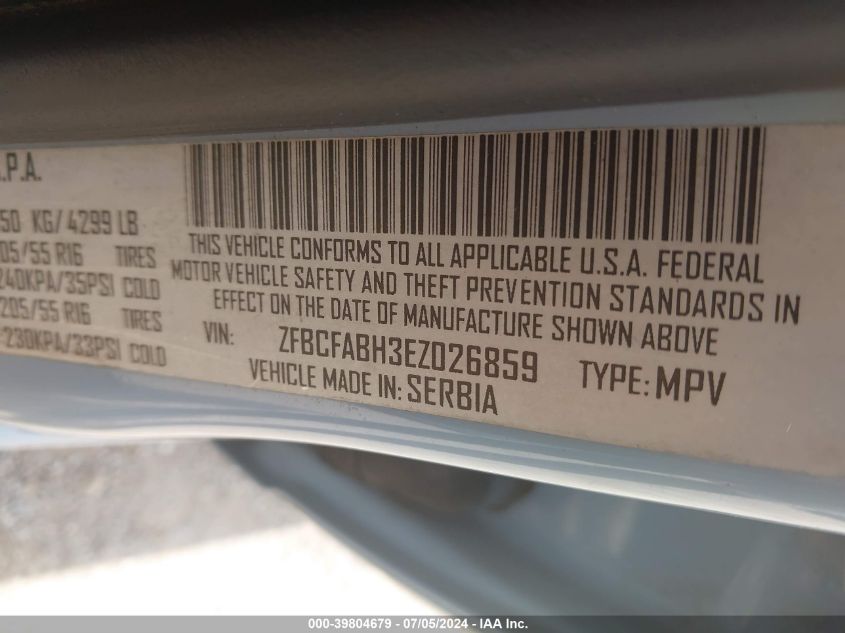 .P.A.
50 KG/ 4299 LB
05/55 R16 TIRES
240KPA/35PSI COLD
205/55 R16 TIRES
230KPA/33PSI COLD
THIS VEHICLE CONFORMS TO ALL APPLICABLE U.S.A. FEDERAL
MOTOR VEHICLE SAFETY AND THEFT PREVENTION STANDARDS IN
EFFECT ON THE DATE OF MANUFACTURE SHOWN ABOVE
VIN: ZFBCFABH3EZ026859 TYPE: MPV
VEHICLE MADE IN: SERBIA
000-39804679 - 07/05/2024 - IAA Inc.